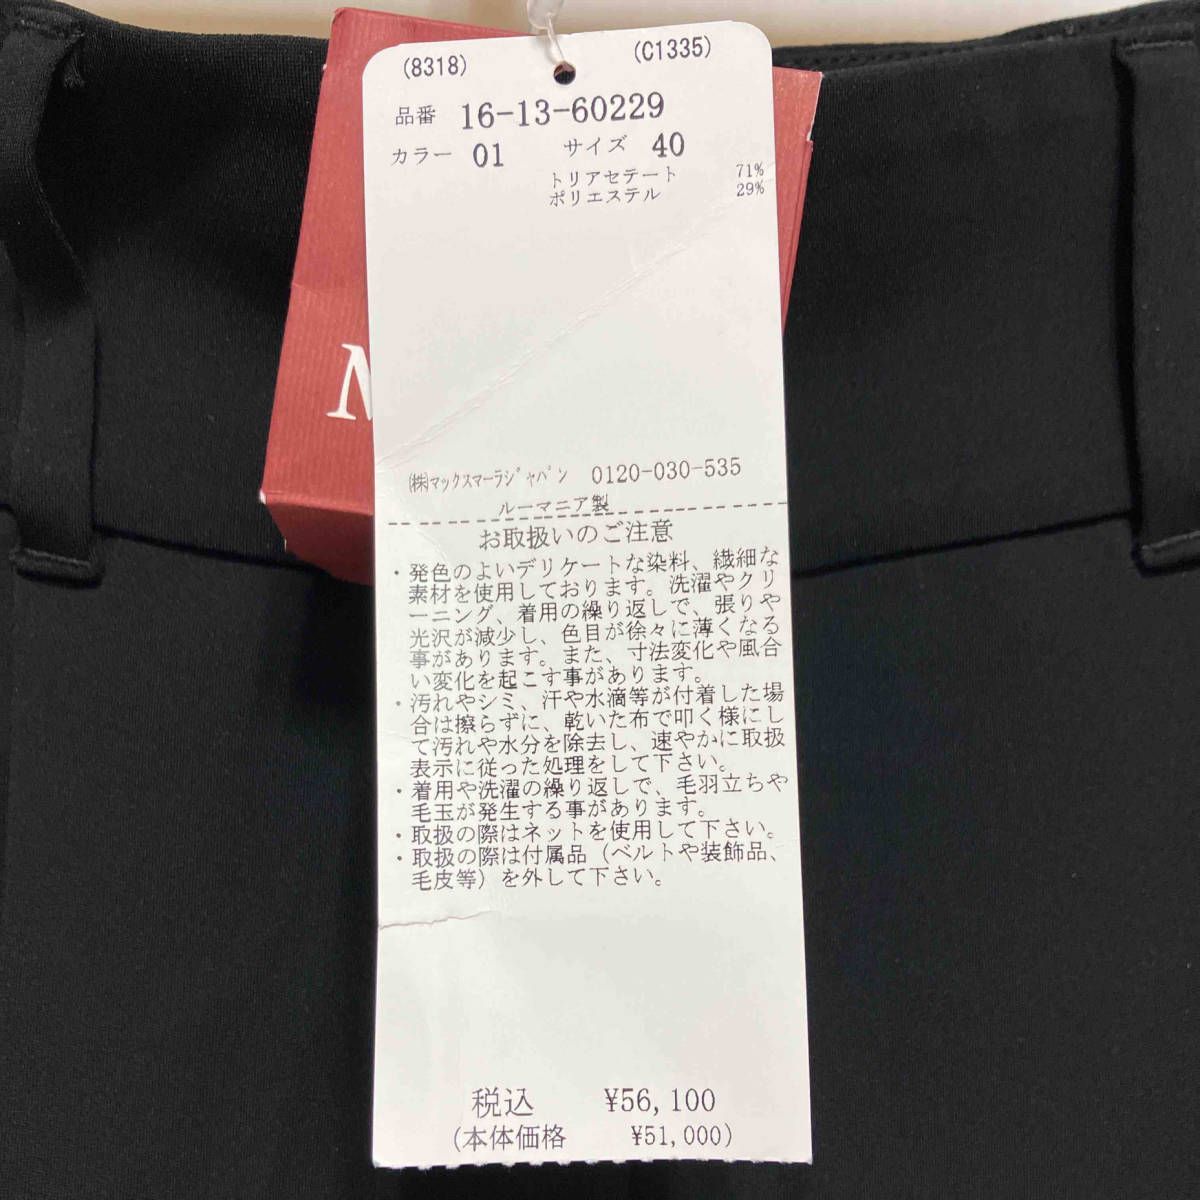 (8318) (C1335)
品番 16-13-60229
カラー 01 サイズ 40
トリアセテート 71%
ポリエステル 29%
M
㈱マックスマーラジャパン 0120-030-535
ルーマニア製
お取扱いのご注意
・発色のよいデリケートな染料、繊細な
素材を使用しております。洗濯やクリ
ーニング、着用の繰り返しで、張りや
光沢が減少し、色目が徐々に薄くなる
事があります。また、寸法変化や風合
い変化を起こす事があります。
・汚れやシミ、汗や水滴等が付着した場
合は擦らずに、乾いた布で叩く様にし
て汚れや水分を除去し、速やかに取扱
表示に従った処理をして下さい。
・着用や洗濯の繰り返しで、毛羽立ちや
毛玉が発生する事があります。
・取扱の際はネットを使用して下さい。
・取扱の際は付属品（ベルトや装飾品、
毛皮等）を外して下さい。
税込 ¥56,100
(本体価格 ¥51,000)